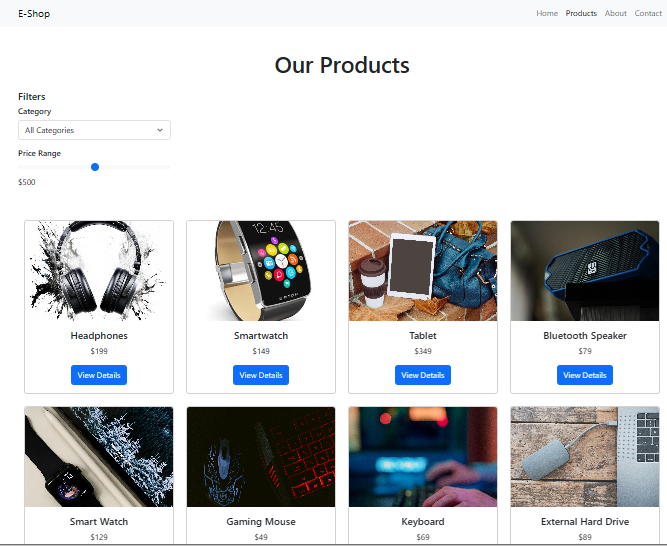 E-Shop
Home Products About Contact
Our Products
Filters
Category
All Categories
Price Range
$500
12:45
Headphones Smartwatch Tablet Bluetooth Speaker
$199 $149 $349 $79
View Details View Details View Details View Details
Smart Watch Gaming Mouse Keyboard External Hard Drive
$129 $49 $69 $89